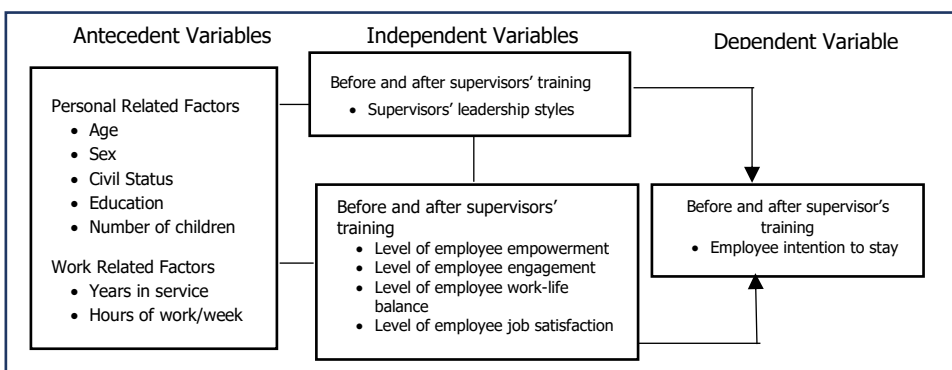 Antecedent Variables
Independent Variables
Dependent Variable
Personal Related Factors
• Age
• Sex
• Civil Status
• Education
• Number of children
Work Related Factors
• Years in service
• Hours of work/week
Before and after supervisors’ training
• Supervisors’ leadership styles
Before and after supervisors’
training
• Level of employee empowerment
• Level of employee engagement
• Level of employee work-life
balance
• Level of employee job satisfaction
Before and after supervisor’s
training
• Employee intention to stay